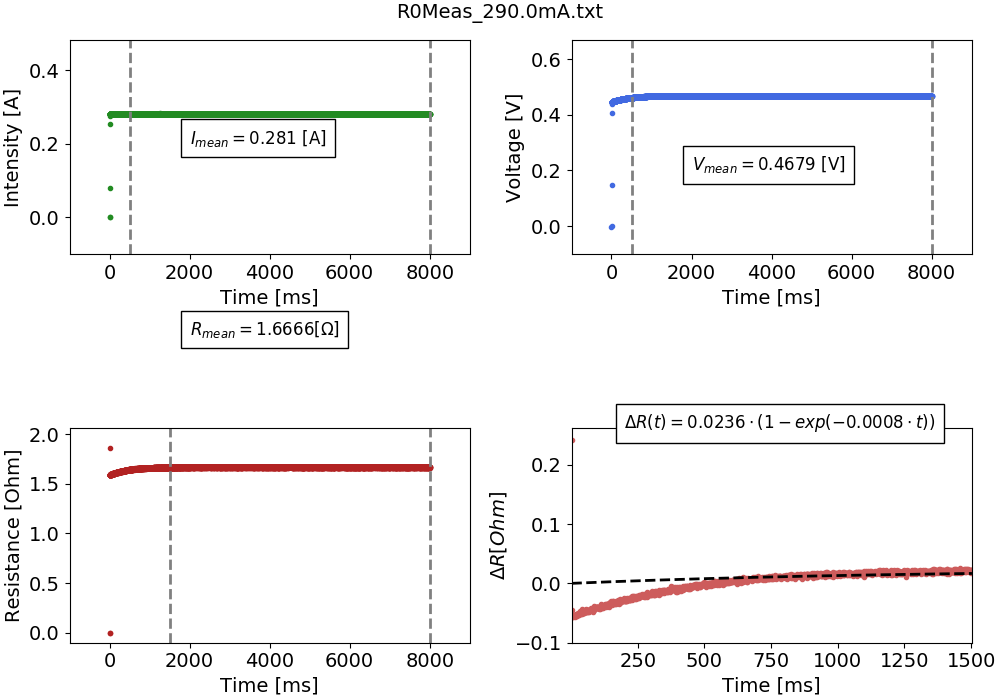 R0Meas_290.0mA.txt
Intensity [A]
0.4
0.2
0.0
I_mean = 0.281 [A]
0 2000 4000 6000 8000
Time [ms]
Voltage [V]
0.6
0.4
0.2
0.0
V_mean = 0.4679 [V]
0 2000 4000 6000 8000
Time [ms]
R_mean = 1.6666[Ω]
Resistance [Ohm]
2.0
1.5
1.0
0.5
0.0
0 2000 4000 6000 8000
Time [ms]
ΔR(t) = 0.0236 · (1 − exp(−0.0008 · t))
ΔR[Ohm]
0.2
0.1
0.0
−0.1
250 500 750 1000 1250 1500
Time [ms]